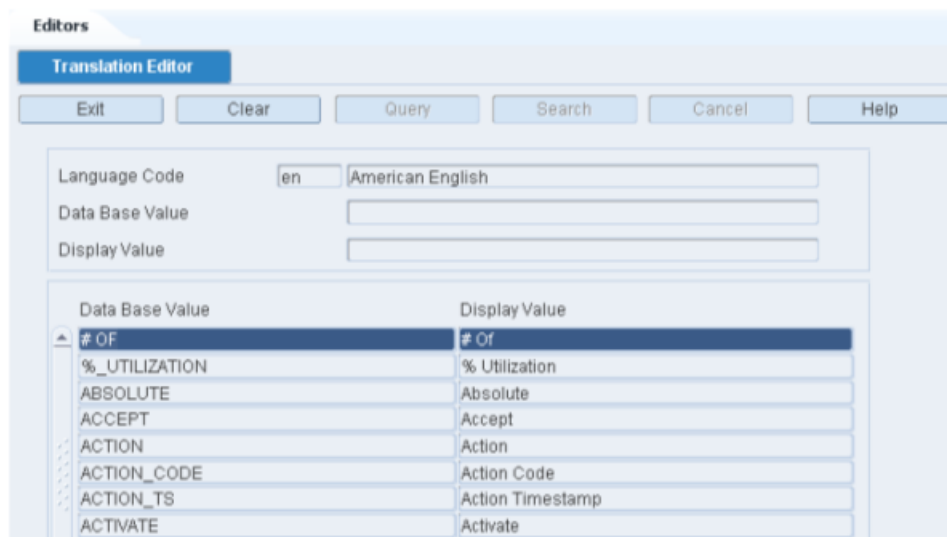 Editors
Translation Editor
Exit Clear Query Search Cancel Help
Language Code en American English
Data Base Value
Display Value
Data Base Value Display Value
# OF # Of
%_UTILIZATION % Utilization
ABSOLUTE Absolute
ACCEPT Accept
ACTION Action
ACTION_CODE Action Code
ACTION_TS Action Timestamp
ACTIVATE Activate